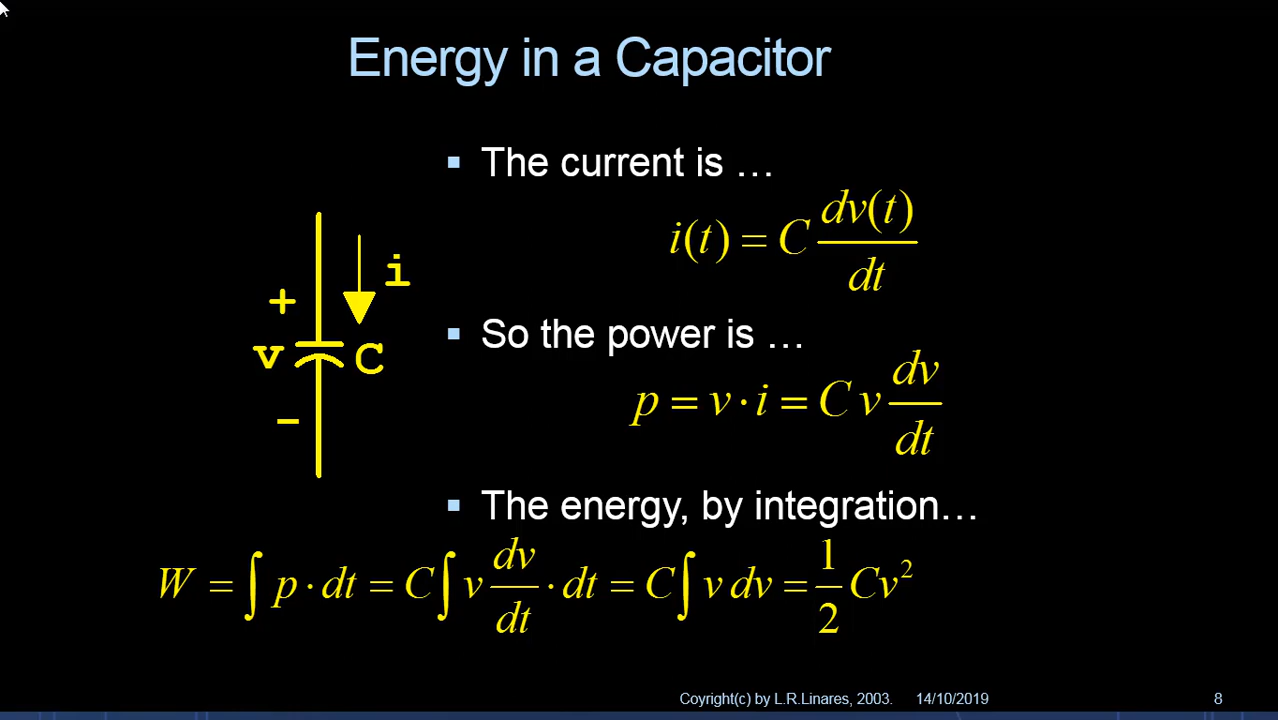 Energy in a Capacitor
▪ The current is …
i(t) = C dv(t)/dt
+
i
v
C
−
▪ So the power is …
p = v · i = C v dv/dt
▪ The energy, by integration…
W = ∫ p · dt = C ∫ v dv/dt · dt = C ∫ v dv = 1/2 Cv²
Coyright(c) by L.R.Linares, 2003. 14/10/2019 8